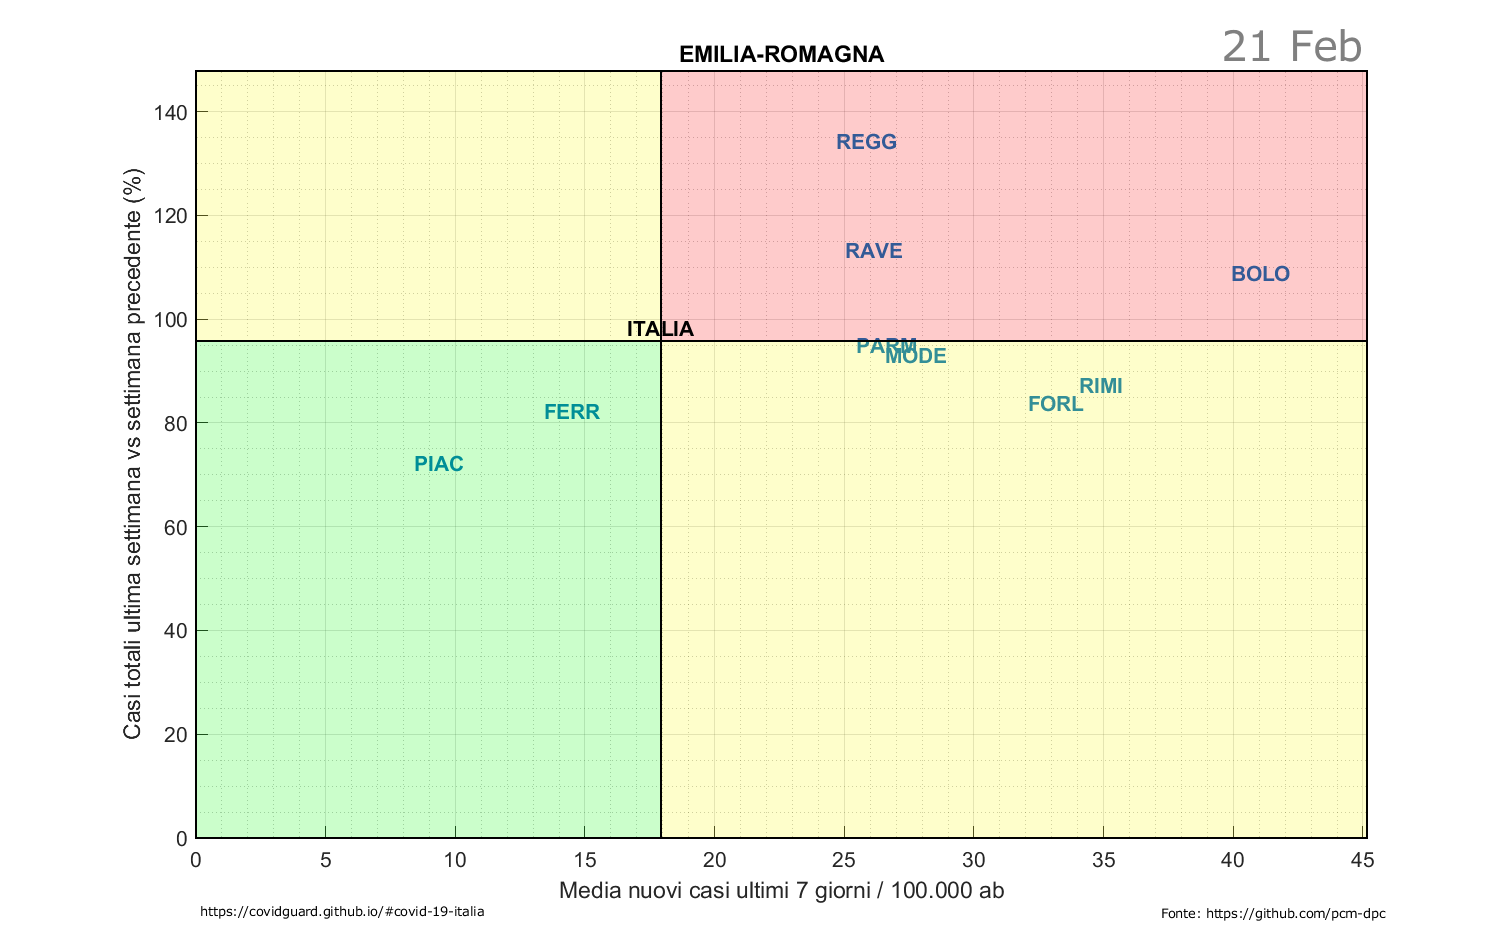 EMILIA-ROMAGNA
21 Feb
Casi totali ultima settimana vs settimana precedente (%)
140
120
100
80
60
40
20
0
REGG
RAVE
BOLO
ITALIA
PARM
MODE
RIMI
FORL
FERR
PIAC
0 5 10 15 20 25 30 35 40 45
Media nuovi casi ultimi 7 giorni / 100.000 ab
https://covidguard.github.io/#covid-19-italia
Fonte: https://github.com/pcm-dpc